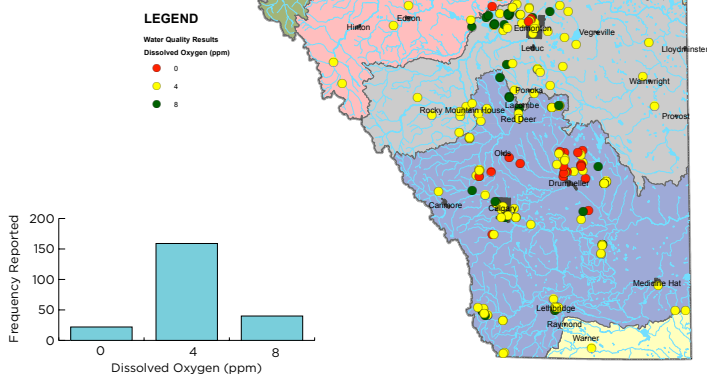 LEGEND
Water Quality Results
Dissolved Oxygen (ppm)
0
4
8
Hinton
Edson
Edmonton
Leduc
Vegreville
Lloydminster
Wainwright
Provost
Ponoka
Rocky Mountain House
Lacombe
Red Deer
Olds
Drumheller
Canmore
Calgary
Medicine Hat
Lethbridge
Raymond
Warner
Frequency Reported
200
150
100
50
0
0 4 8
Dissolved Oxygen (ppm)